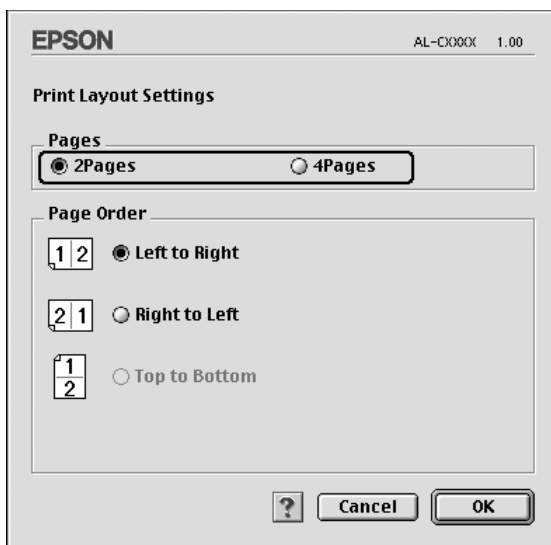 EPSON AL-CXXXX 1.00
Print Layout Settings
Pages
2Pages 4Pages
Page Order
1 2 Left to Right
2 1 Right to Left
1
2 Top to Bottom
? Cancel OK